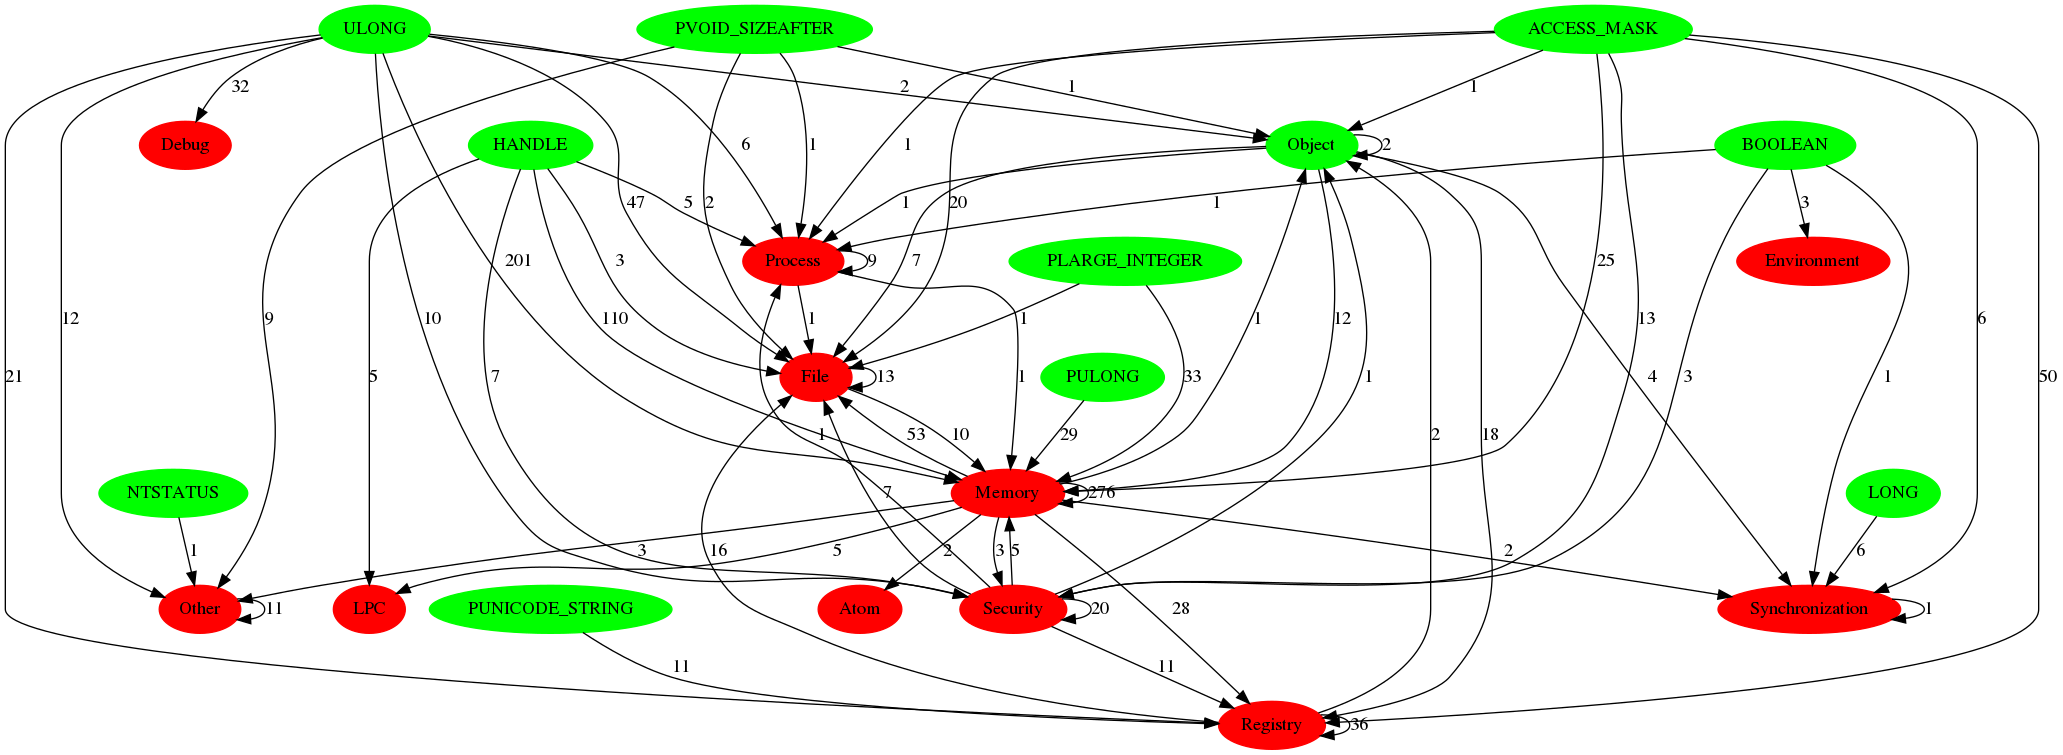 ULONG PVOID_SIZEAFTER ACCESS_MASK
32 2 1 1
Debug HANDLE 6 1 1 Object 2 BOOLEAN
47 2 20 5 1 1 3
201 3 Process 9 7 PLARGE_INTEGER 25 Environment
12 9 10 7 110 1 1 1 12 13 4 6
21 5 File 13 1 PULONG 33 1 3 1 50
1 53 10 29 2 18
NTSTATUS 7 Memory 276 LONG
1 16 3 5 2 3 5 28 2 6
Other 11 LPC PUNICODE_STRING Atom Security 20 Synchronization 1
11 11
Registry 36